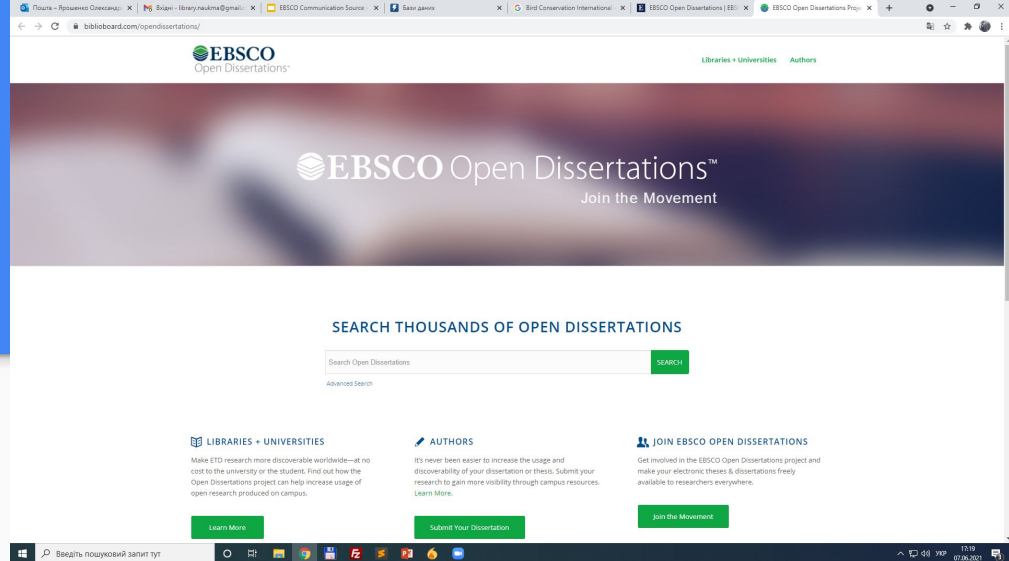 Пошта – Ярошенко Олександр
Вхідні - library.naukma@gmail.c
EBSCO Communication Source -
Бази даних
Bird Conservation International -
EBSCO Open Dissertations | EBS
EBSCO Open Dissertations Proje
biblioboard.com/opendissertations/
EBSCO
Open Dissertations™
Libraries + Universities Authors
EBSCO Open Dissertations™
Join the Movement
SEARCH THOUSANDS OF OPEN DISSERTATIONS
Search Open Dissertations
SEARCH
Advanced Search
LIBRARIES + UNIVERSITIES
Make ETD research more discoverable worldwide—at no
cost to the university or the student. Find out how the
Open Dissertations project can help increase usage of
open research produced on campus.
Learn More
AUTHORS
It's never been easier to increase the usage and
discoverability of your dissertation or thesis. Submit your
research to gain more visibility through campus resources.
Learn More.
Submit Your Dissertation
JOIN EBSCO OPEN DISSERTATIONS
Get involved in the EBSCO Open Dissertations project and
make your electronic theses & dissertations freely
available to researchers everywhere.
Join the Movement
Введіть пошуковий запит тут
УКР
17:19
07.06.2021